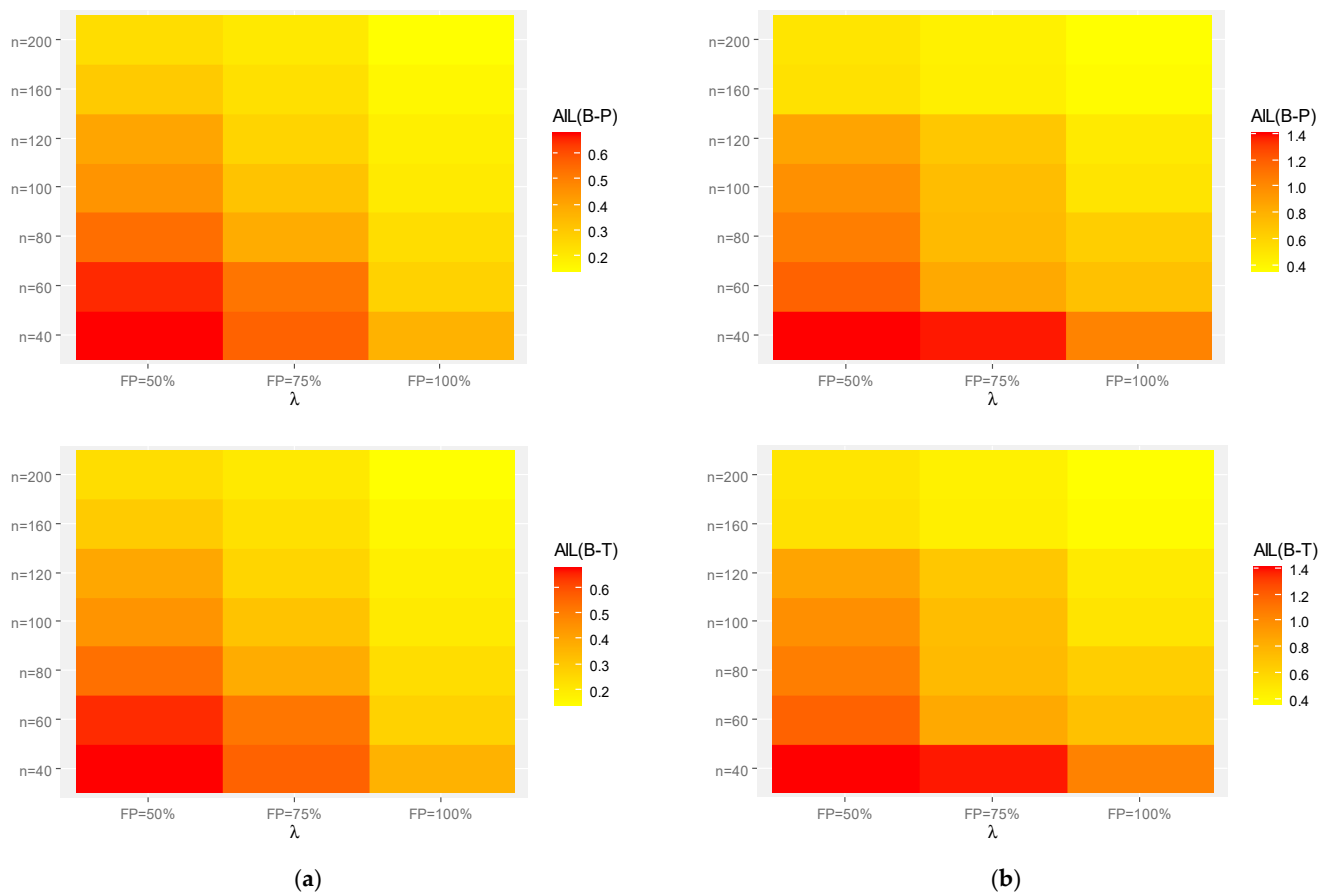 n=200
n=160
n=120
n=100
n=80
n=60
n=40
FP=50% FP=75% FP=100%
λ
AIL(B-P)
0.6
0.5
0.4
0.3
0.2
n=200
n=160
n=120
n=100
n=80
n=60
n=40
FP=50% FP=75% FP=100%
λ
AIL(B-P)
1.4
1.2
1.0
0.8
0.6
0.4
n=200
n=160
n=120
n=100
n=80
n=60
n=40
FP=50% FP=75% FP=100%
λ
AIL(B-T)
0.6
0.5
0.4
0.3
0.2
n=200
n=160
n=120
n=100
n=80
n=60
n=40
FP=50% FP=75% FP=100%
λ
AIL(B-T)
1.4
1.2
1.0
0.8
0.6
0.4
(a)
(b)